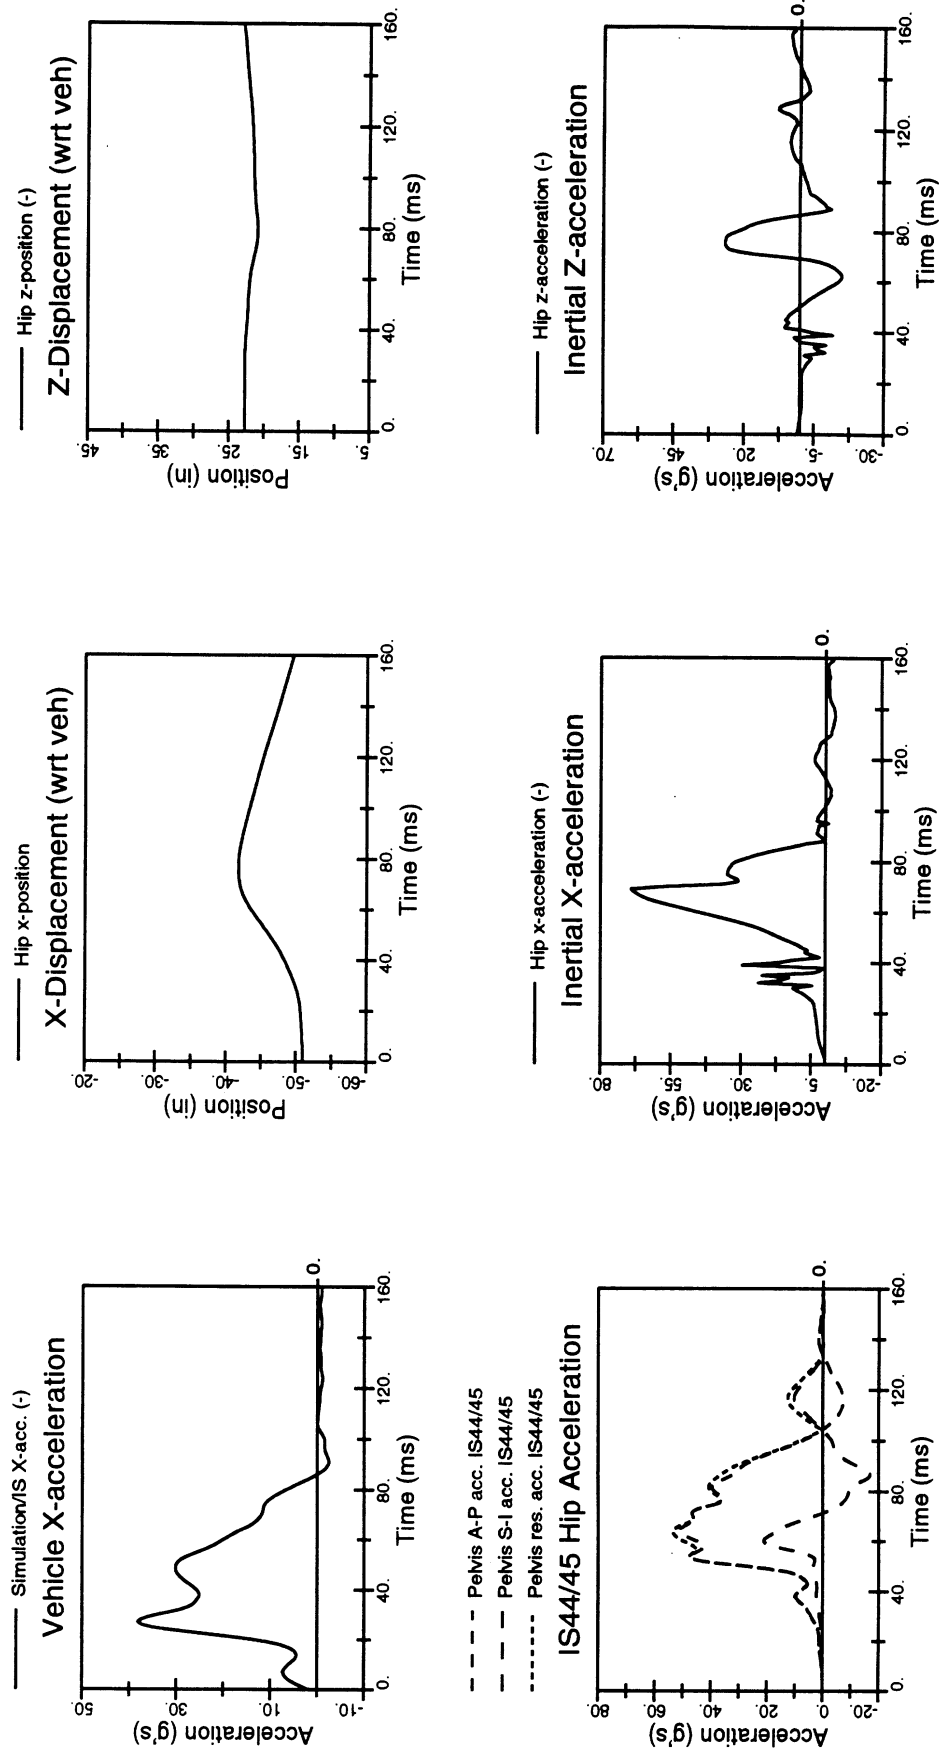 Simulation/IS X-acc. (-)
Vehicle X-acceleration
Acceleration (g's)
50.
30.
10.
-10.
0.
0.
40.
80.
120.
160.
Time (ms)
Hip x-position
X-Displacement (wrt veh)
Position (in)
-20.
-30.
-40.
-50.
-60.
0.
40.
80.
120.
160.
Time (ms)
Hip z-position (-)
Z-Displacement (wrt veh)
Position (in)
45.
35.
25.
15.
5.
0.
40.
80.
120.
160.
Time (ms)
Pelvis A-P acc. IS44/45
Pelvis S-I acc. IS44/45
Pelvis res. acc. IS44/45
IS44/45 Hip Acceleration
Acceleration (g's)
80.
60.
40.
20.
0.
-20.
0.
0.
40.
80.
120.
160.
Time (ms)
Hip x-acceleration (-)
Inertial X-acceleration
Acceleration (g's)
80.
55.
30.
5.
-20.
0.
0.
40.
80.
120.
160.
Time (ms)
Hip z-acceleration (-)
Inertial Z-acceleration
Acceleration (g's)
70.
45.
20.
-5.
-30.
0.
0.
40.
80.
120.
160.
Time (ms)